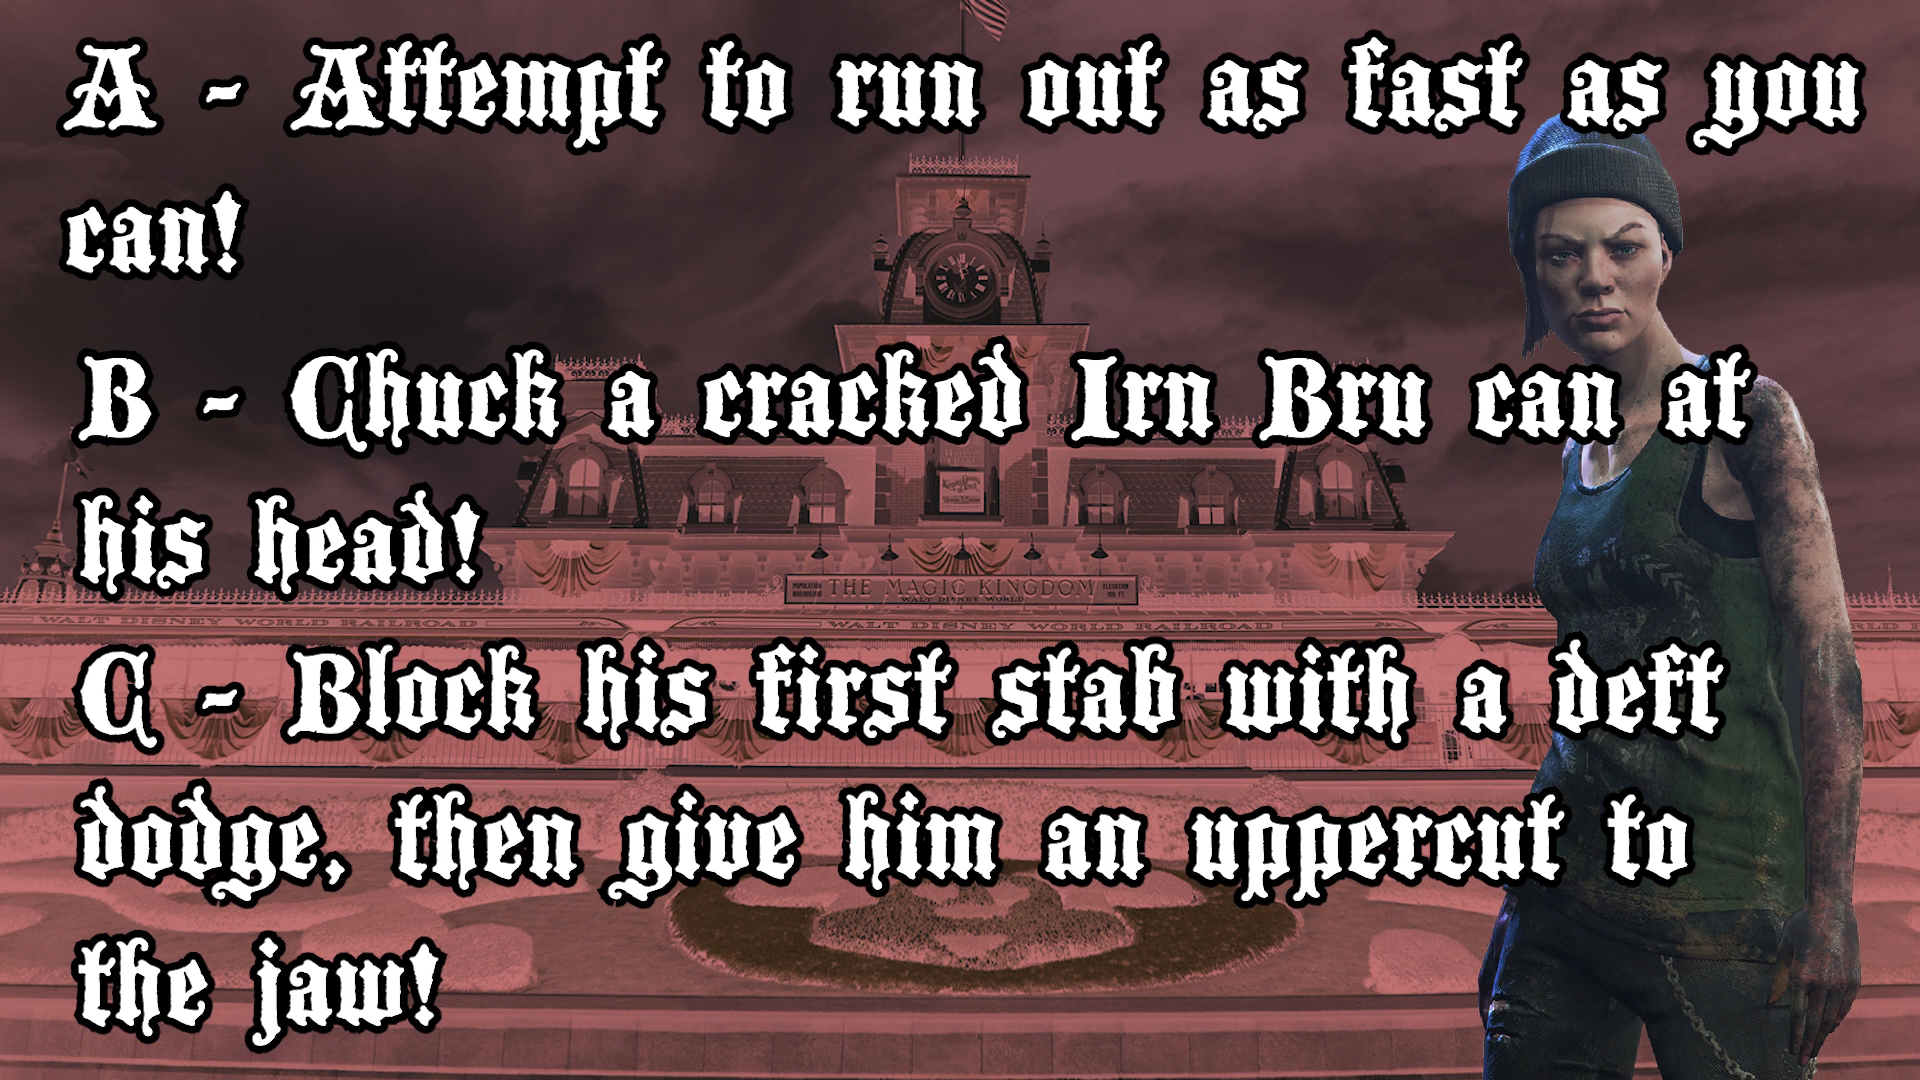 A - Attempt to run out as fast as you
can!
B - Chuck a cracked Irn Bru can at
his head!
THE MAGIC KINGDOM
WALT DISNEY WORLD
WALT DISNEY WORLD RAILROAD
WALT DISNEY WORLD RAILROAD
C - Block his first stab with a deft
dodge, then give him an uppercut to
the jaw!